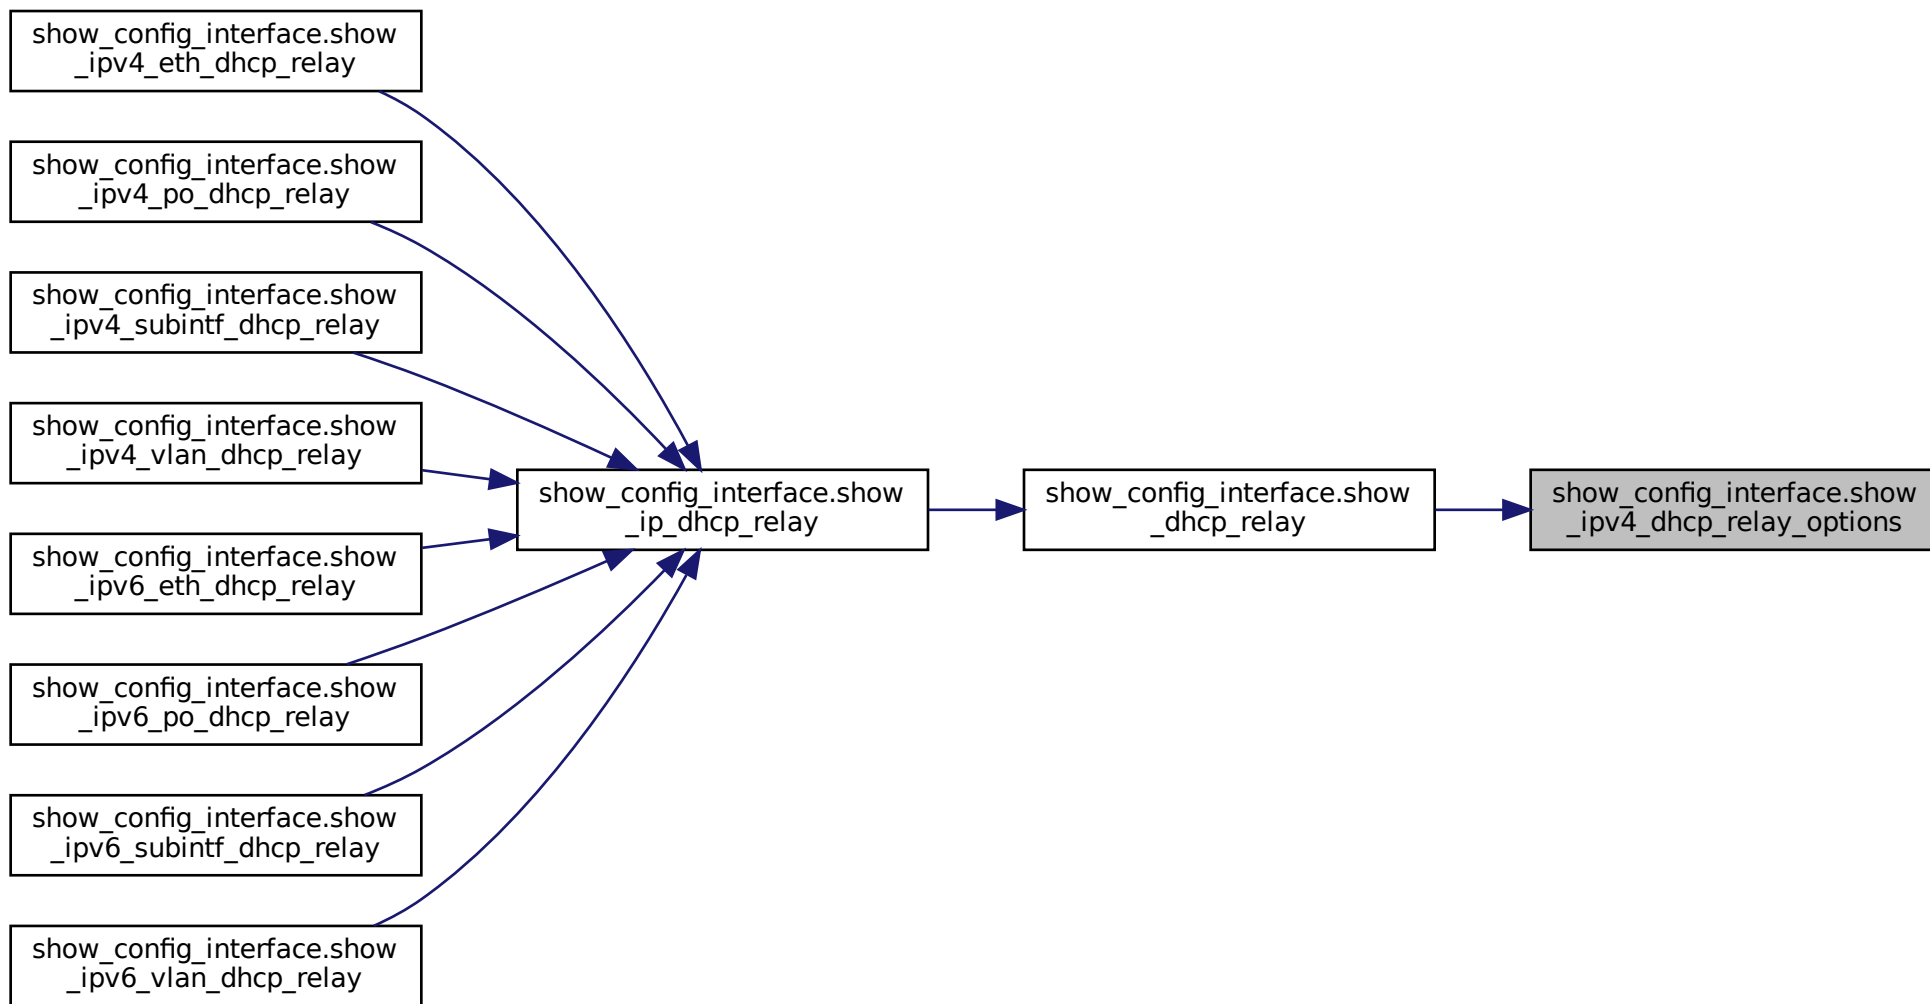 show_config_interface.show
_ipv4_eth_dhcp_relay
show_config_interface.show
_ipv4_po_dhcp_relay
show_config_interface.show
_ipv4_subintf_dhcp_relay
show_config_interface.show
_ipv4_vlan_dhcp_relay
show_config_interface.show
_ipv6_eth_dhcp_relay
show_config_interface.show
_ipv6_po_dhcp_relay
show_config_interface.show
_ipv6_subintf_dhcp_relay
show_config_interface.show
_ipv6_vlan_dhcp_relay
show_config_interface.show
_ip_dhcp_relay
show_config_interface.show
_dhcp_relay
show_config_interface.show
_ipv4_dhcp_relay_options